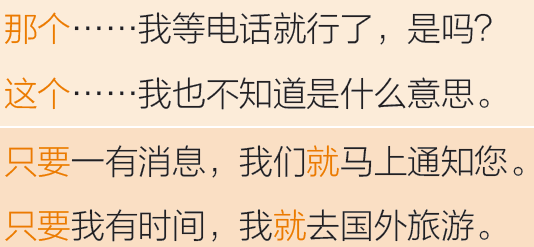 那个……我等电话就行了，是吗？
这个……我也不知道是什么意思。
只要一有消息，我们就马上通知您。
只要我有时间，我就去国外旅游。